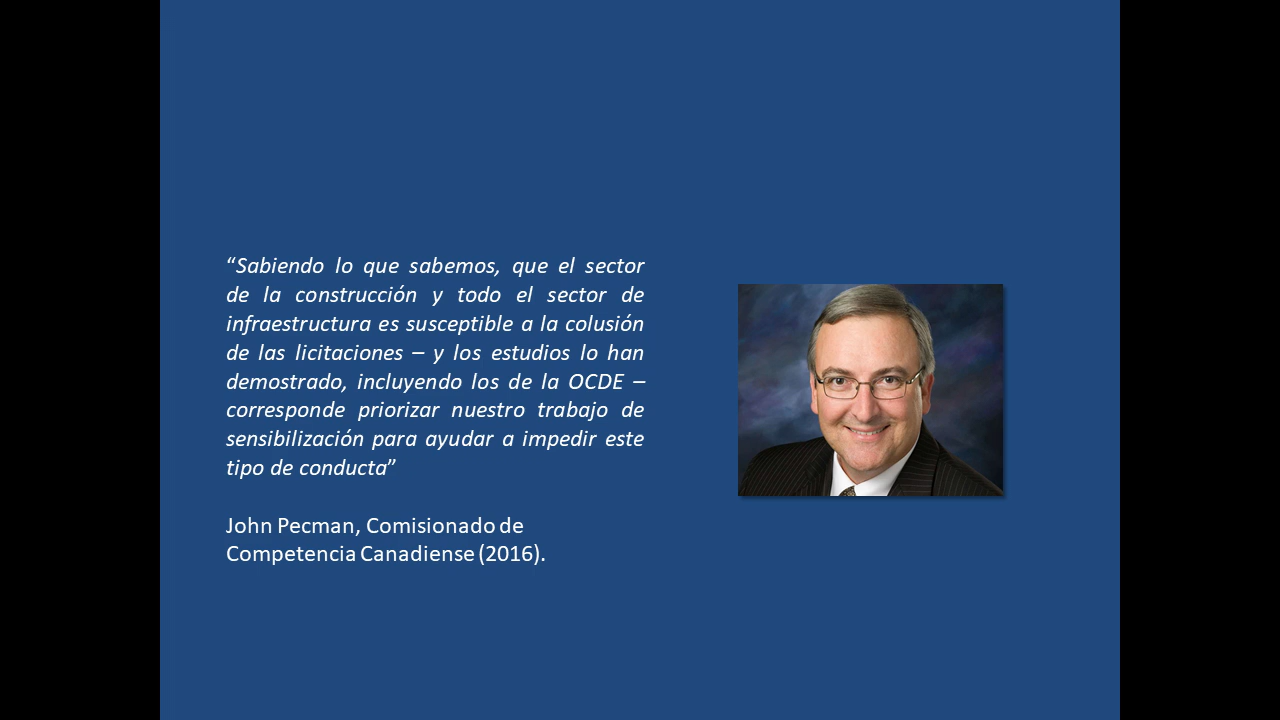 “Sabiendo lo que sabemos, que el sector
de la construcción y todo el sector de
infraestructura es susceptible a la colusión
de las licitaciones – y los estudios lo han
demostrado, incluyendo los de la OCDE –
corresponde priorizar nuestro trabajo de
sensibilización para ayudar a impedir este
tipo de conducta”
John Pecman, Comisionado de
Competencia Canadiense (2016).